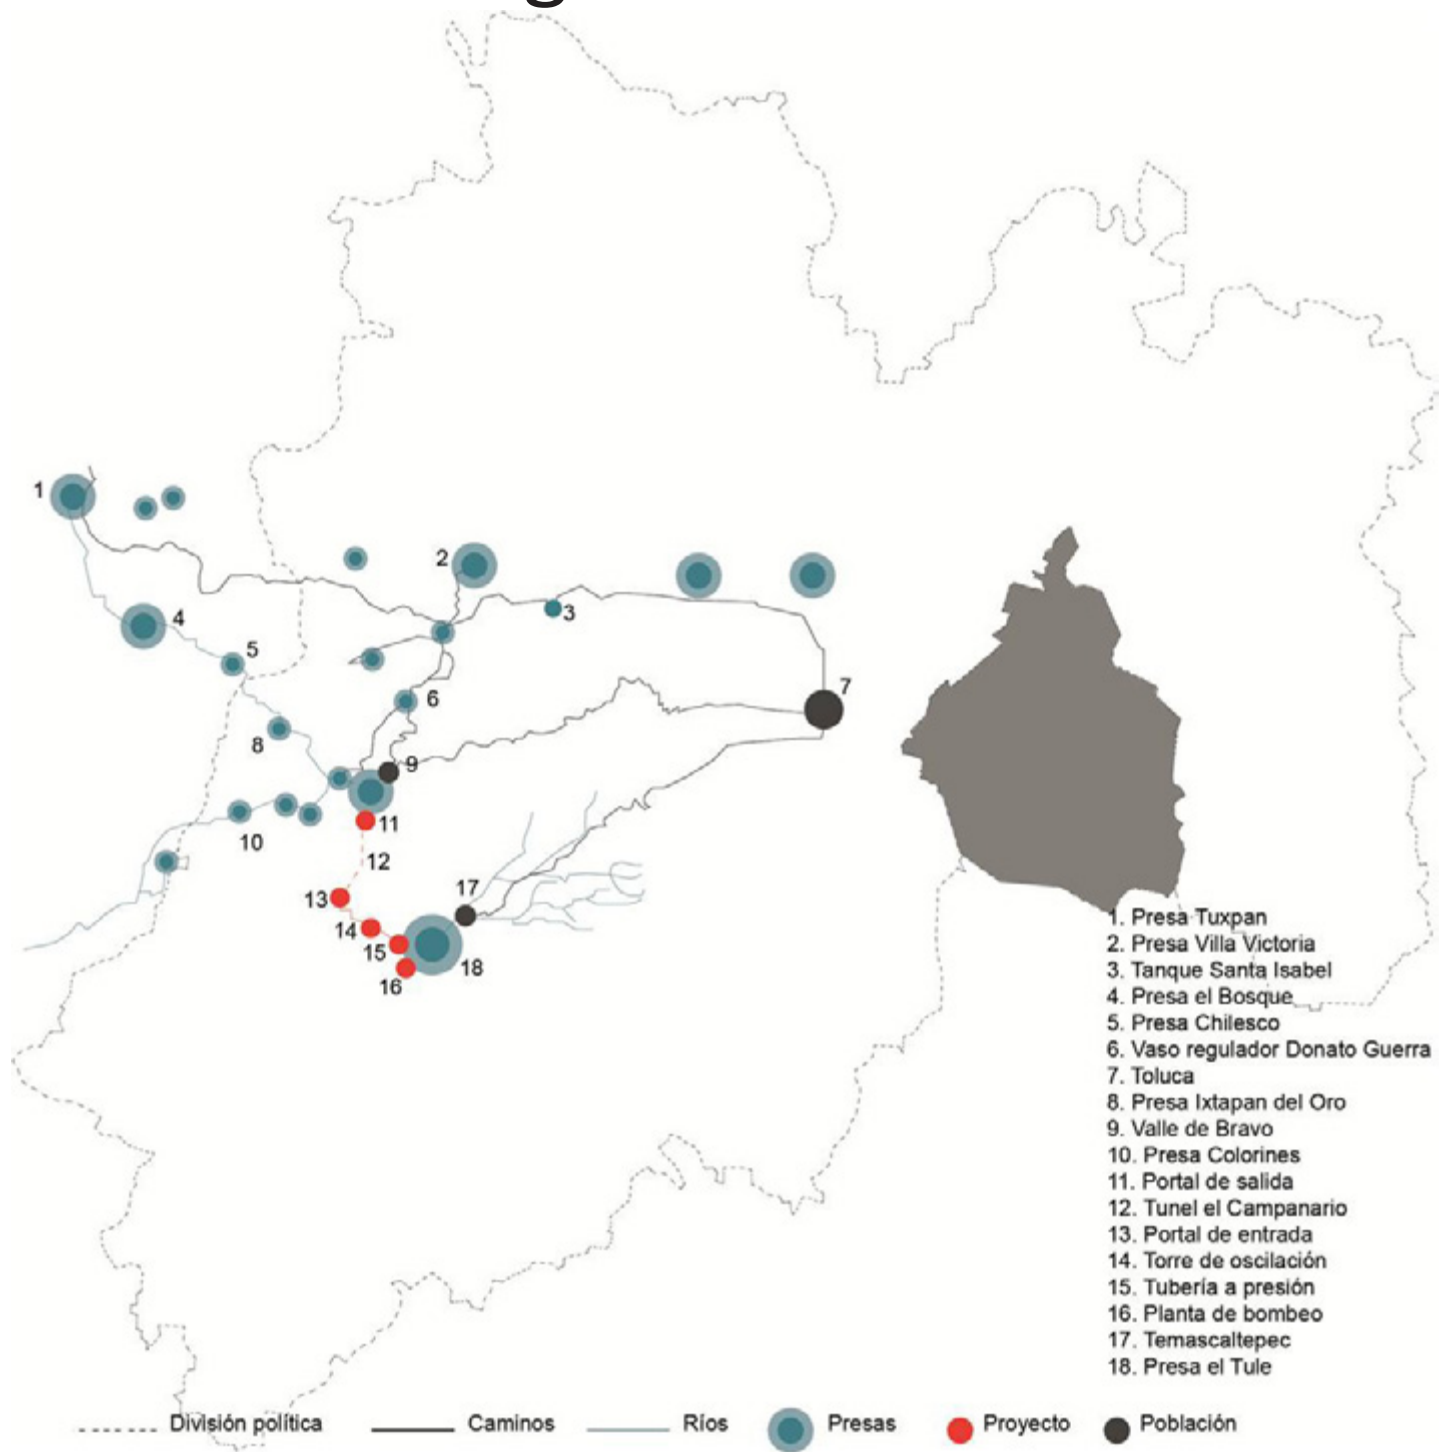 1
2
3
4
5
6
7
8
9
10
11
12
13
14
15
16
17
18
1. Presa Tuxpan
2. Presa Villa Victoria
3. Tanque Santa Isabel
4. Presa el Bosque
5. Presa Chilesco
6. Vaso regulador Donato Guerra
7. Toluca
8. Presa Ixtapan del Oro
9. Valle de Bravo
10. Presa Colorines
11. Portal de salida
12. Tunel el Campanario
13. Portal de entrada
14. Torre de oscilación
15. Tubería a presión
16. Planta de bombeo
17. Temascaltepec
18. Presa el Tule
División política
Caminos
Ríos
Presas
Proyecto
Población